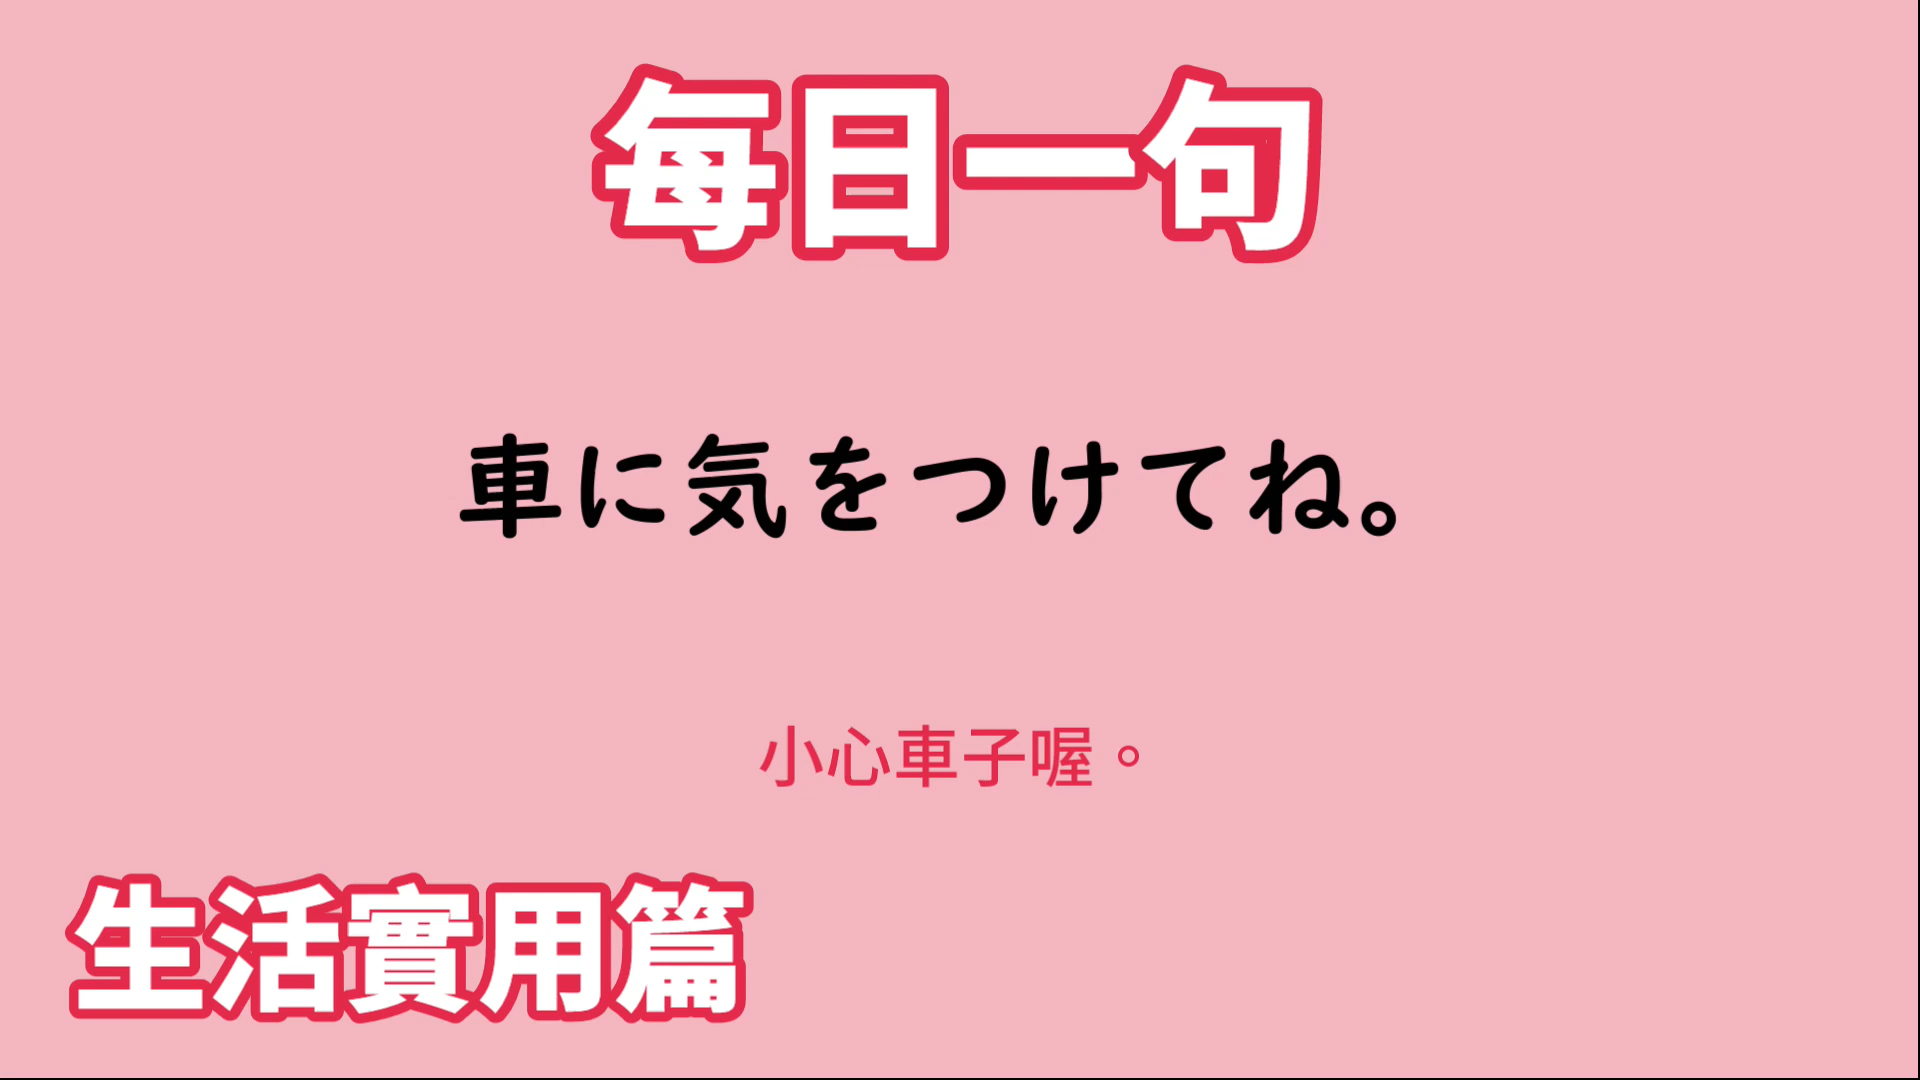 每日一句
車に気をつけてね。
小心車子喔。
生活實用篇